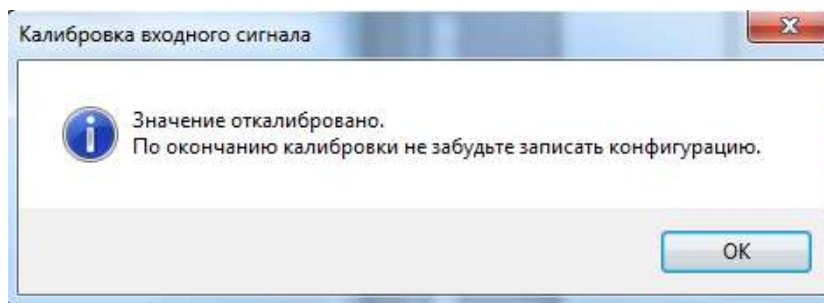 Калибровка входного сигнала
Значение откалибровано.
По окончанию калибровки не забудьте записать конфигурацию.
OK